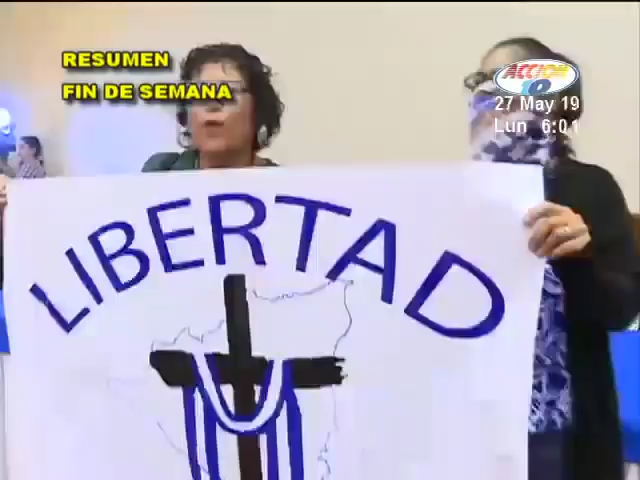 RESUMEN
FIN DE SEMANA
ACCION
10
27 May 19
Lun 6:01
LIBERTAD